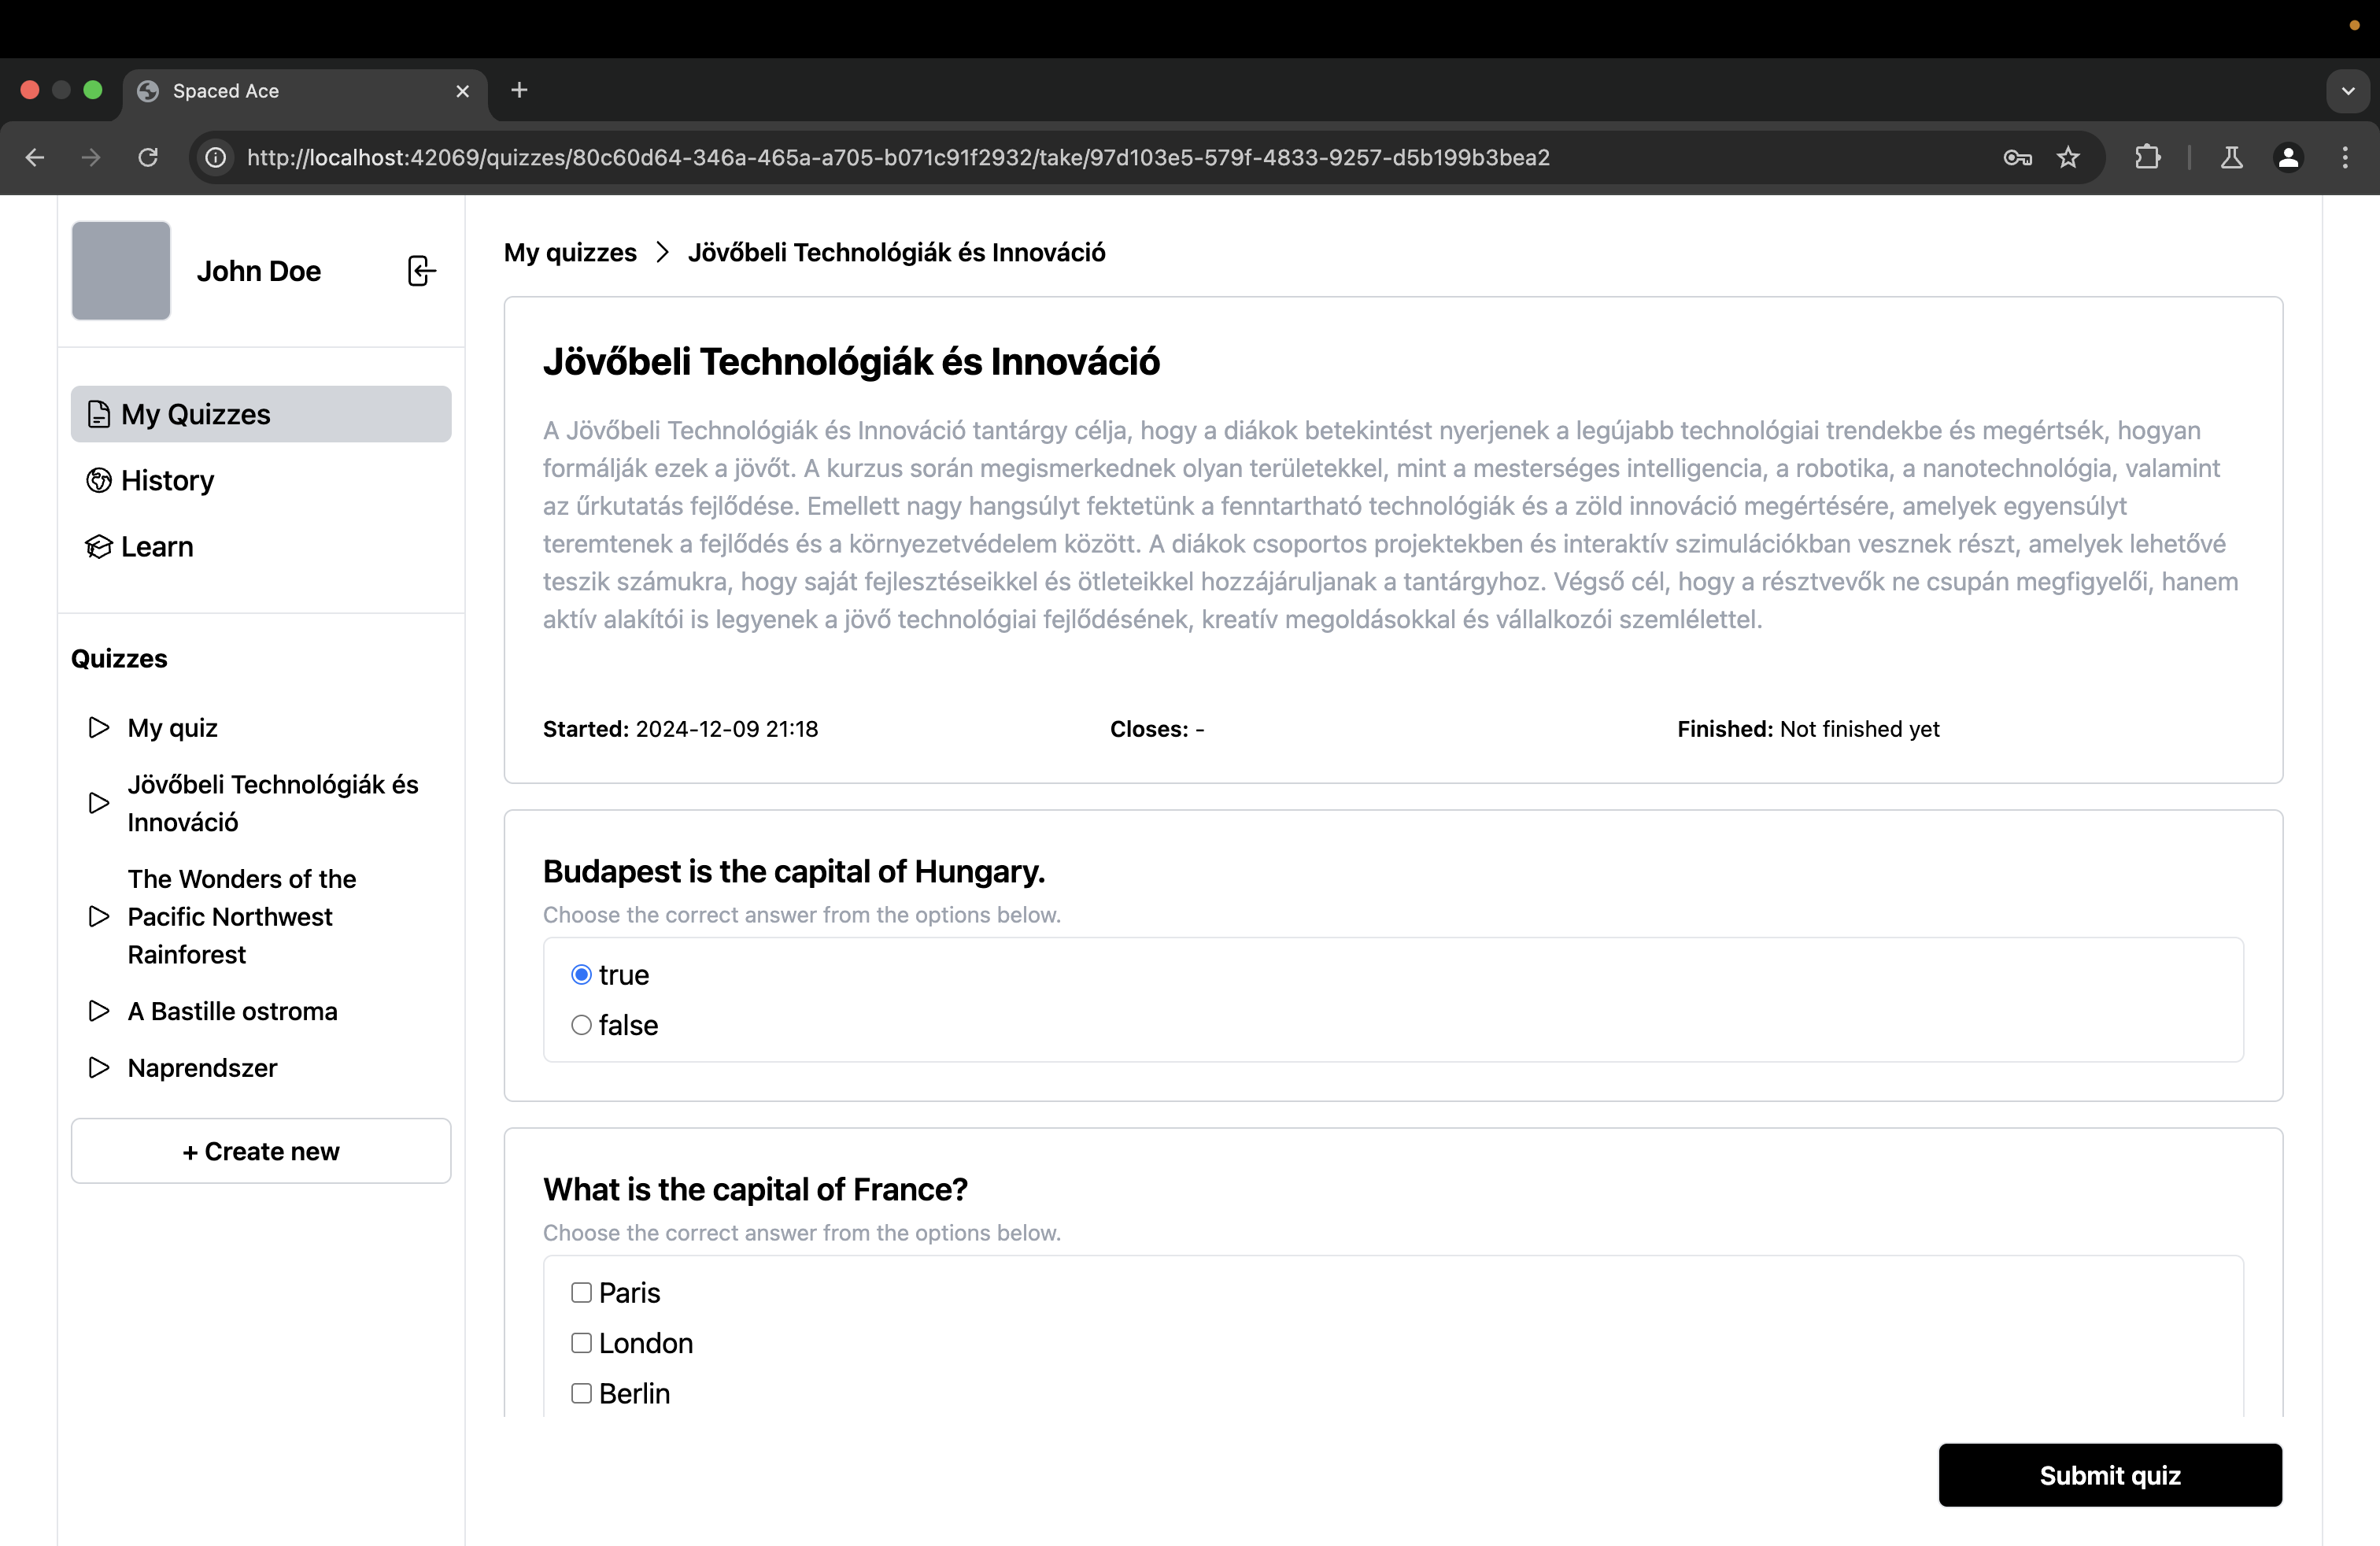 Spaced Ace
http://localhost:42069/quizzes/80c60d64-346a-465a-a705-b071c91f2932/take/97d103e5-579f-4833-9257-d5b199b3bea2
John Doe
My Quizzes
History
Learn
Quizzes
My quiz
Jövőbeli Technológiák és
Innováció
The Wonders of the
Pacific Northwest
Rainforest
A Bastille ostroma
Naprendszer
+ Create new
My quizzes > Jövőbeli Technológiák és Innováció
Jövőbeli Technológiák és Innováció
A Jövőbeli Technológiák és Innováció tantárgy célja, hogy a diákok betekintést nyerjenek a legújabb technológiai trendekbe és megértsék, hogyan
formálják ezek a jövőt. A kurzus során megismerkednek olyan területekkel, mint a mesterséges intelligencia, a robotika, a nanotechnológia, valamint
az űrkutatás fejlődése. Emellett nagy hangsúlyt fektetünk a fenntartható technológiák és a zöld innováció megértésére, amelyek egyensúlyt
teremtenek a fejlődés és a környezetvédelem között. A diákok csoportos projektekben és interaktív szimulációkban vesznek részt, amelyek lehetővé
teszik számukra, hogy saját fejlesztéseikkel és ötleteikkel hozzájáruljanak a tantárgyhoz. Végső cél, hogy a résztvevők ne csupán megfigyelői, hanem
aktív alakítói is legyenek a jövő technológiai fejlődésének, kreatív megoldásokkal és vállalkozói szemlélettel.
Started: 2024-12-09 21:18 Closes: - Finished: Not finished yet
Budapest is the capital of Hungary.
Choose the correct answer from the options below.
true
false
What is the capital of France?
Choose the correct answer from the options below.
Paris
London
Berlin
Submit quiz